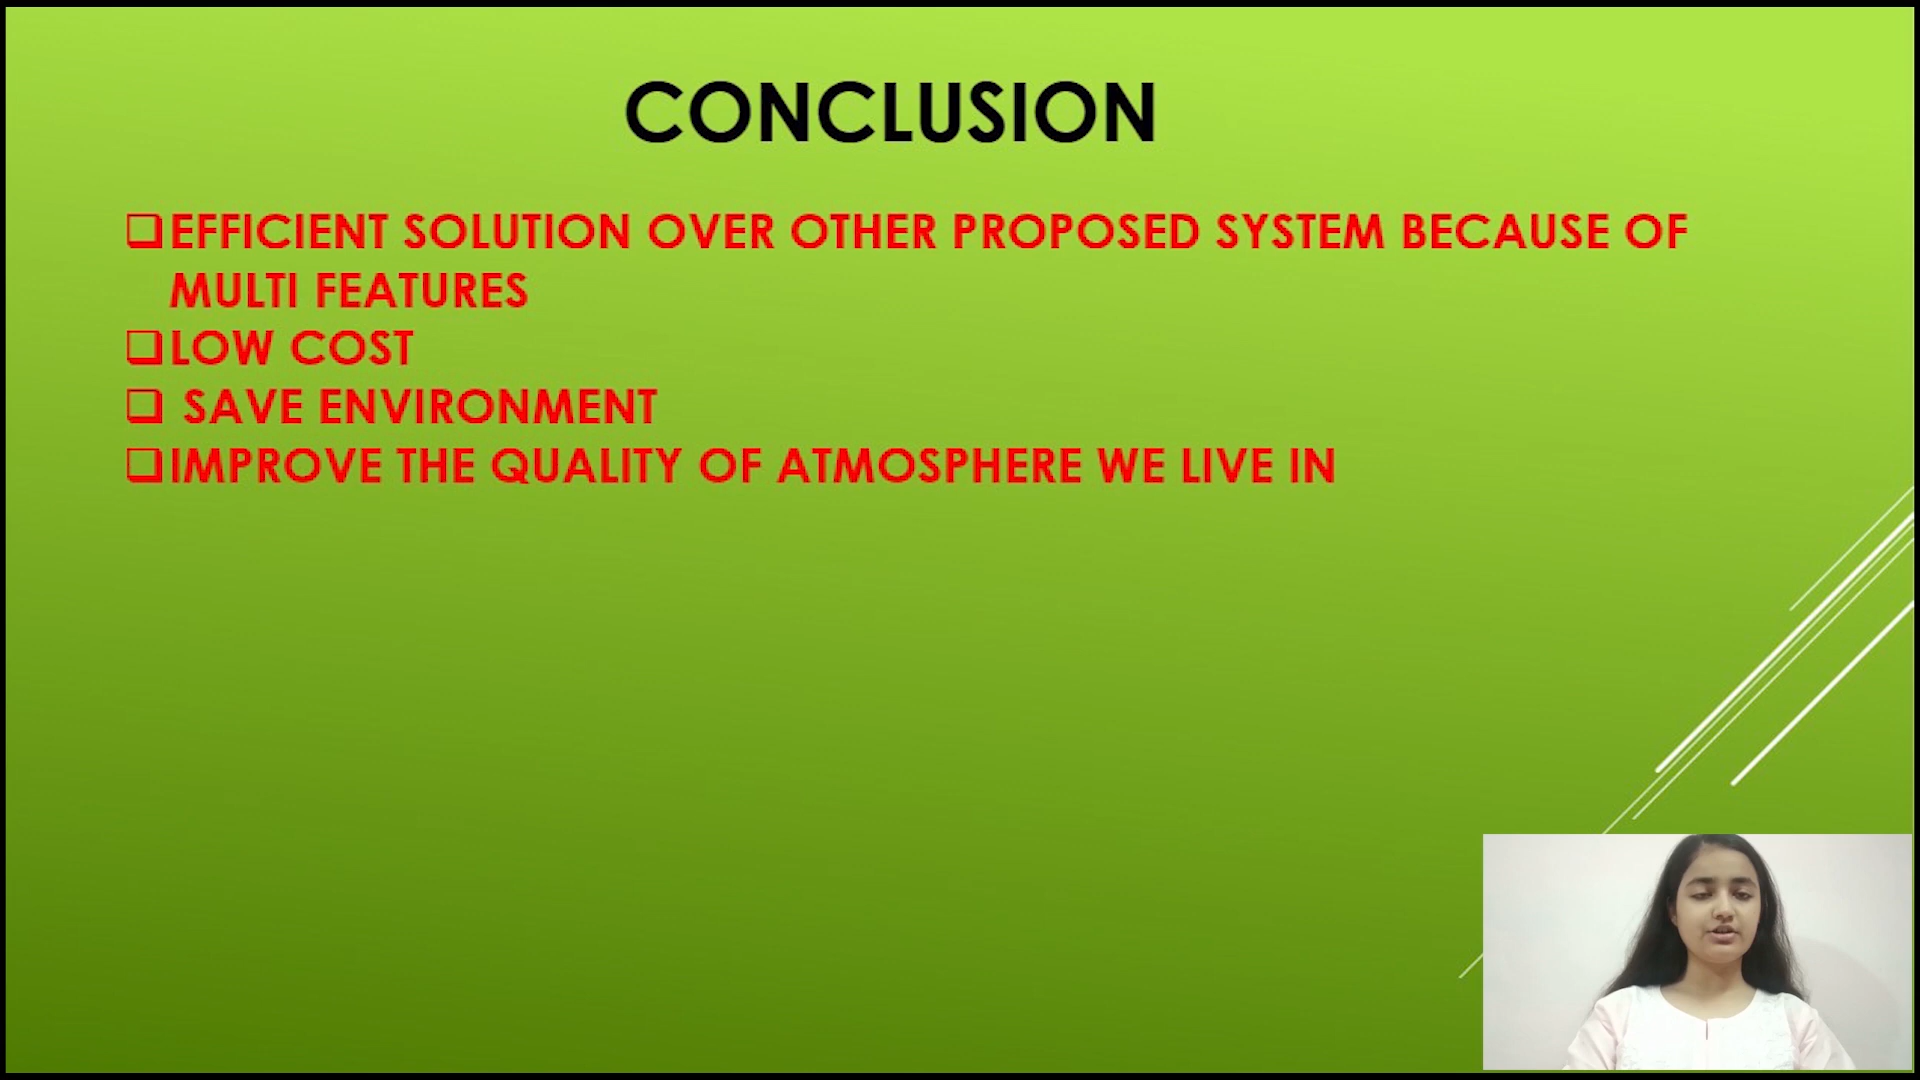 CONCLUSION
❑EFFICIENT SOLUTION OVER OTHER PROPOSED SYSTEM BECAUSE OF
MULTI FEATURES
❑LOW COST
❑ SAVE ENVIRONMENT
❑IMPROVE THE QUALITY OF ATMOSPHERE WE LIVE IN